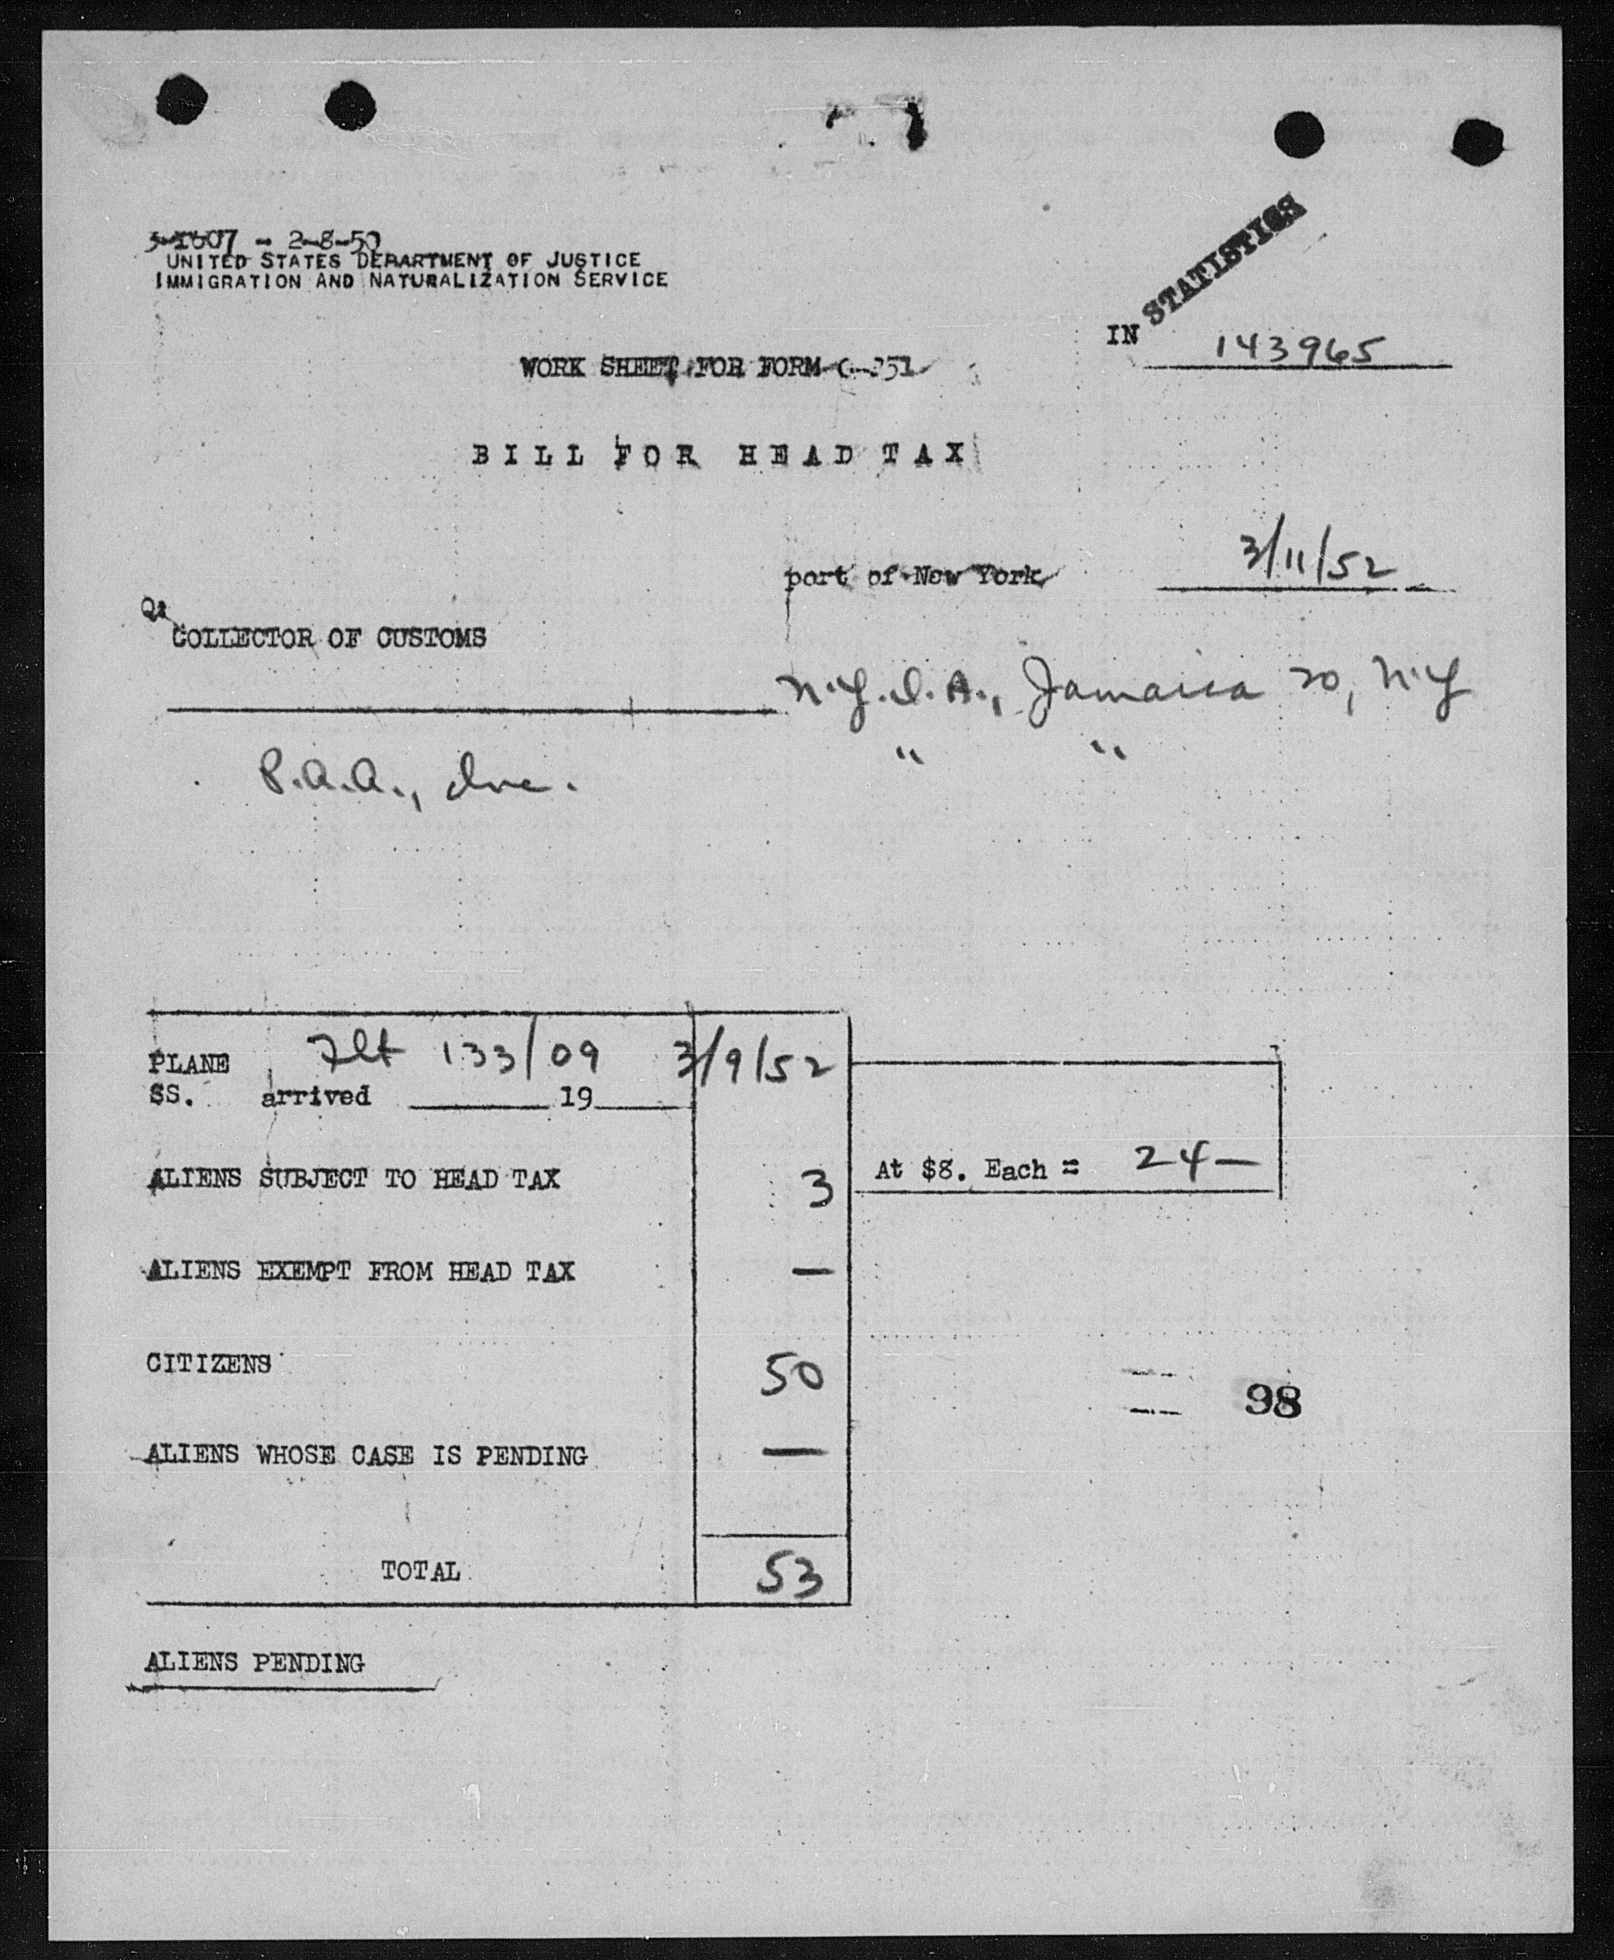 3-1607 - 2-8-50
UNITED STATES DEPARTMENT OF JUSTICE
IMMIGRATION AND NATURALIZATION SERVICE
STATISTICS
IN 143965
WORK SHEET FOR FORM
BILL FOR HEAD TAX
port of New York 3/11/52
COLLECTOR OF CUSTOMS
N.Y.I.A., Jamaica 20, N.Y
" "
P.A.A., Inc.
PLANE Flt 133/09 3/9/52
SS. arrived 19
ALIENS SUBJECT TO HEAD TAX 3 At $8. Each = 24—
ALIENS EXEMPT FROM HEAD TAX —
CITIZENS 50
98
ALIENS WHOSE CASE IS PENDING —
TOTAL 53
ALIENS PENDING